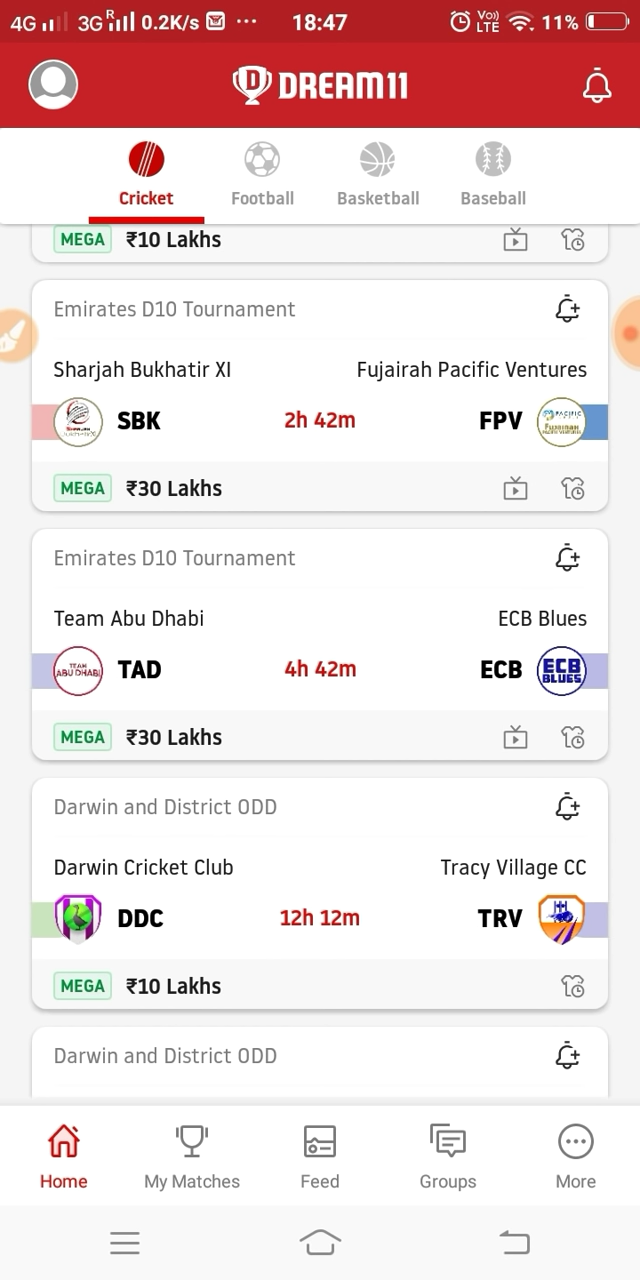 4G 3G R 0.2K/s ... 18:47 Vo) LTE 11%
DREAM11
Cricket Football Basketball Baseball
MEGA ₹10 Lakhs
Emirates D10 Tournament
Sharjah Bukhatir XI Fujairah Pacific Ventures
SBK 2h 42m FPV PACIFIC
MEGA ₹30 Lakhs
Emirates D10 Tournament
Team Abu Dhabi ECB Blues
TEAM ABU DHABI TAD 4h 42m ECB ECB BLUES
MEGA ₹30 Lakhs
Darwin and District ODD
Darwin Cricket Club Tracy Village CC
DDC 12h 12m TRV
MEGA ₹10 Lakhs
Darwin and District ODD
Home My Matches Feed Groups More